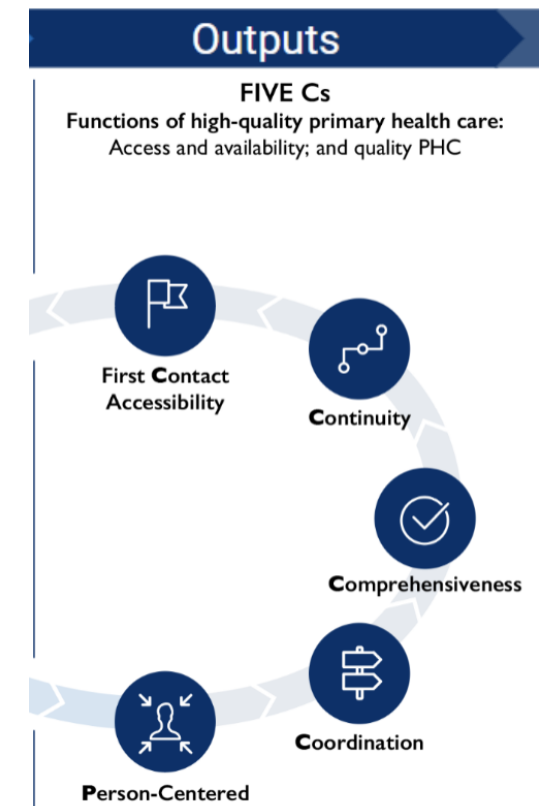 Outputs
FIVE Cs
Functions of high-quality primary health care:
Access and availability; and quality PHC
First Contact
Accessibility
Continuity
Comprehensiveness
Coordination
Person-Centered